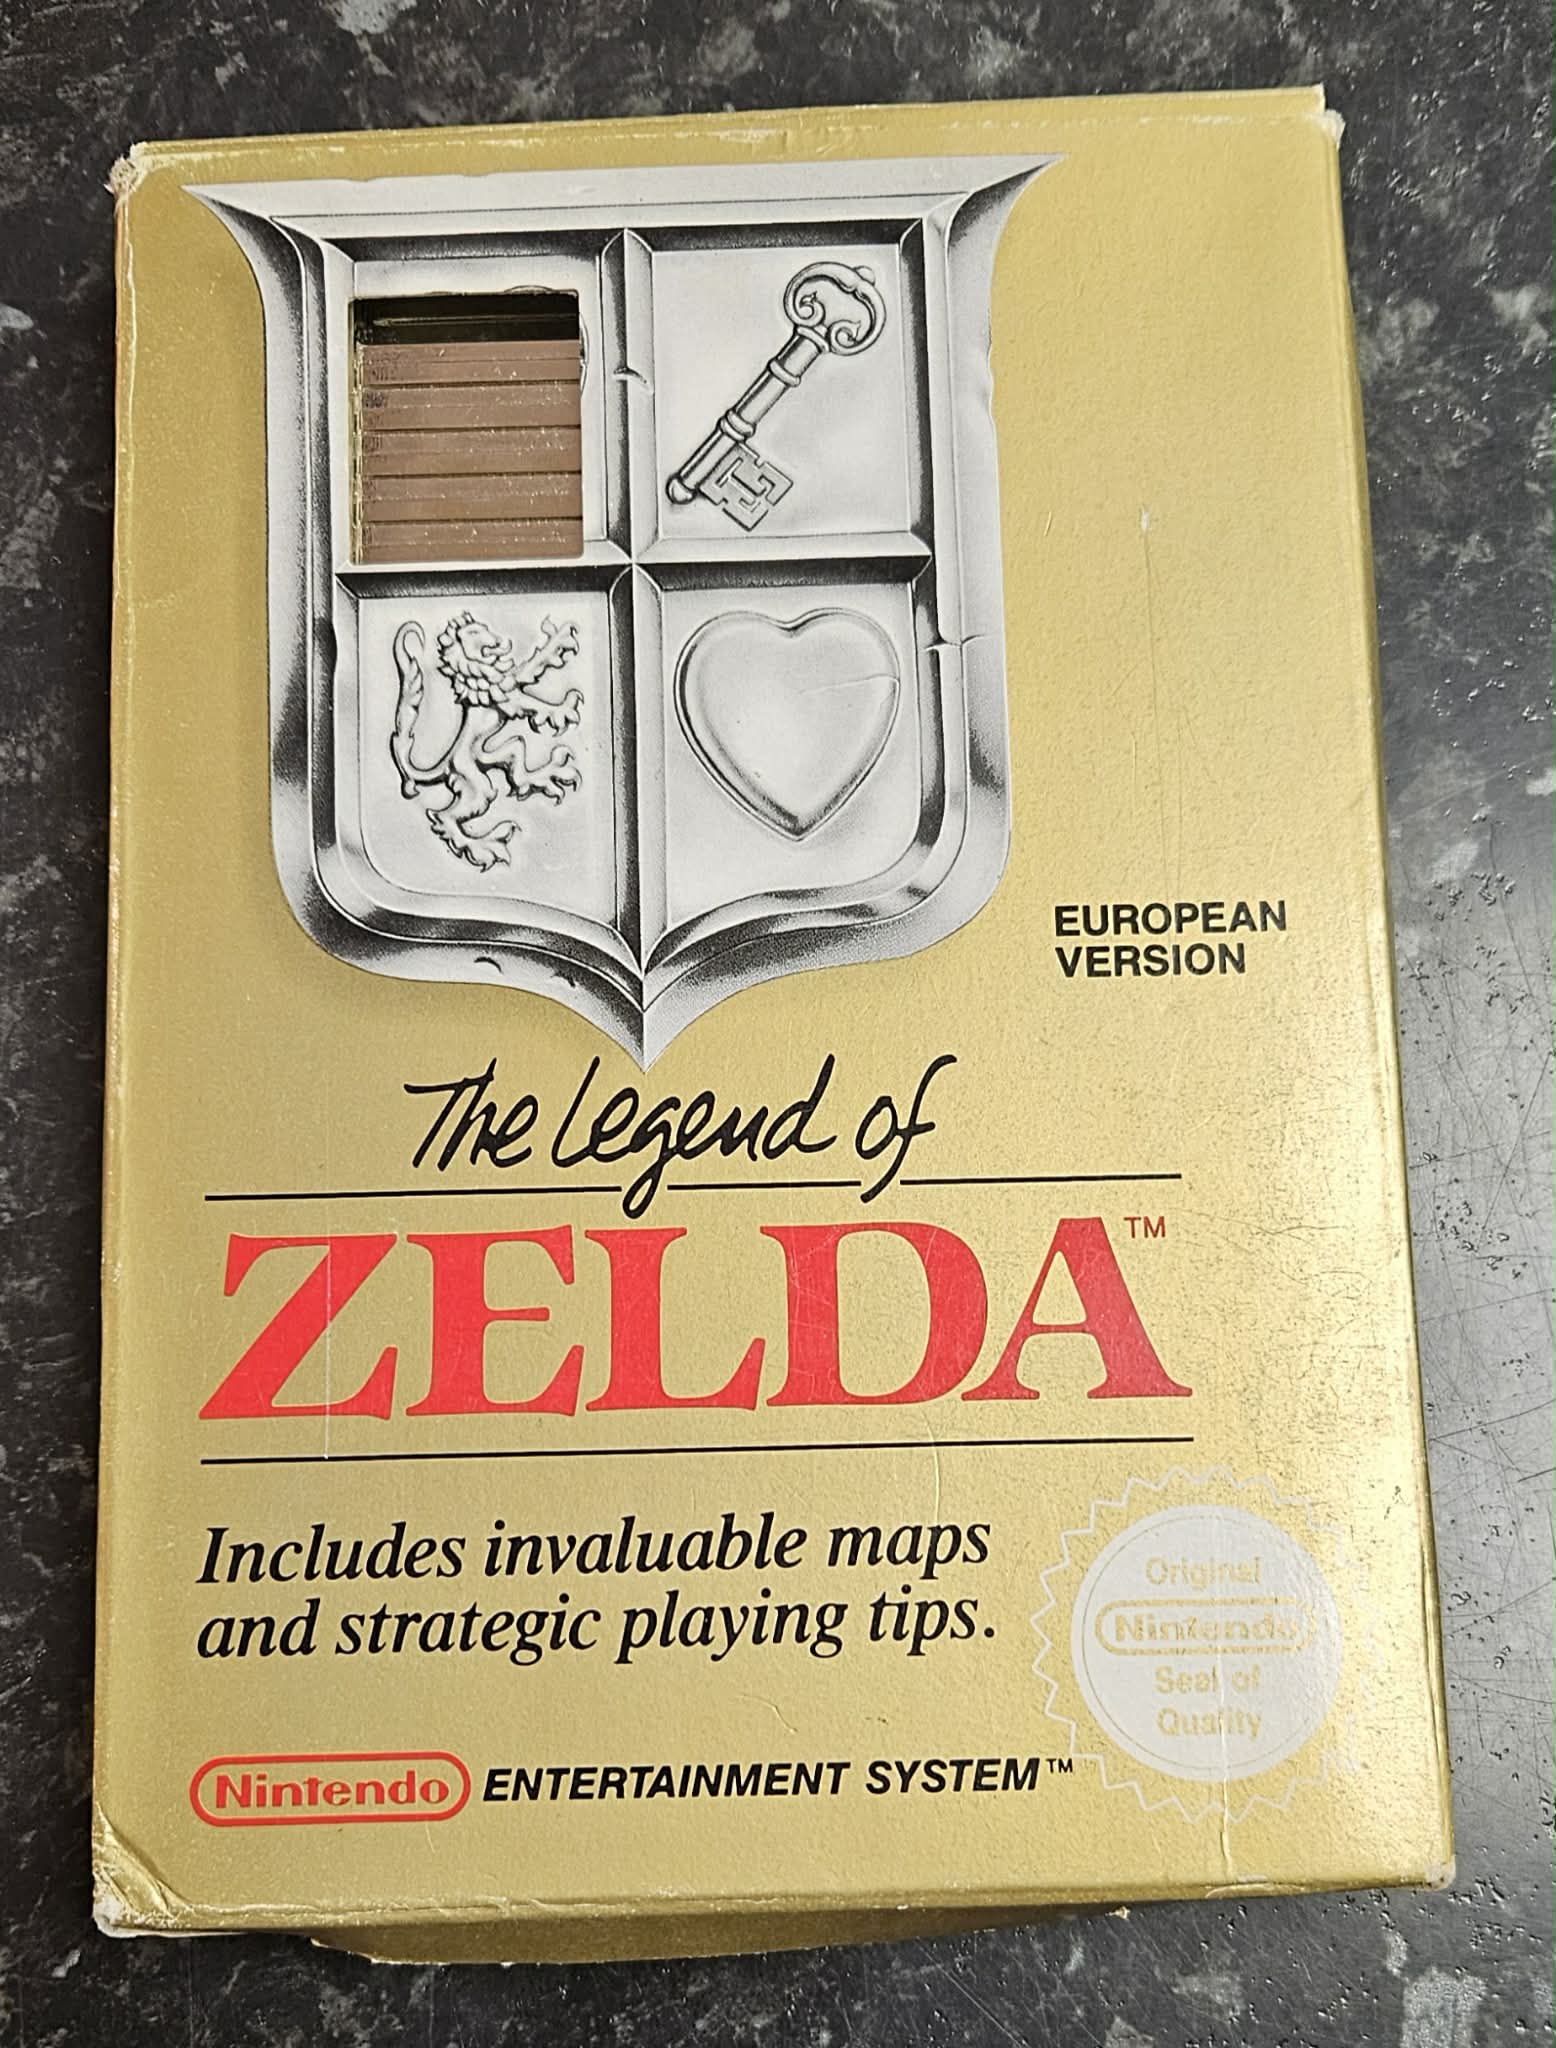 EUROPEAN
VERSION
The Legend of
ZELDA™
Includes invaluable maps
and strategic playing tips.
Original
Nintendo
Seal of
Quality
Nintendo ENTERTAINMENT SYSTEM™